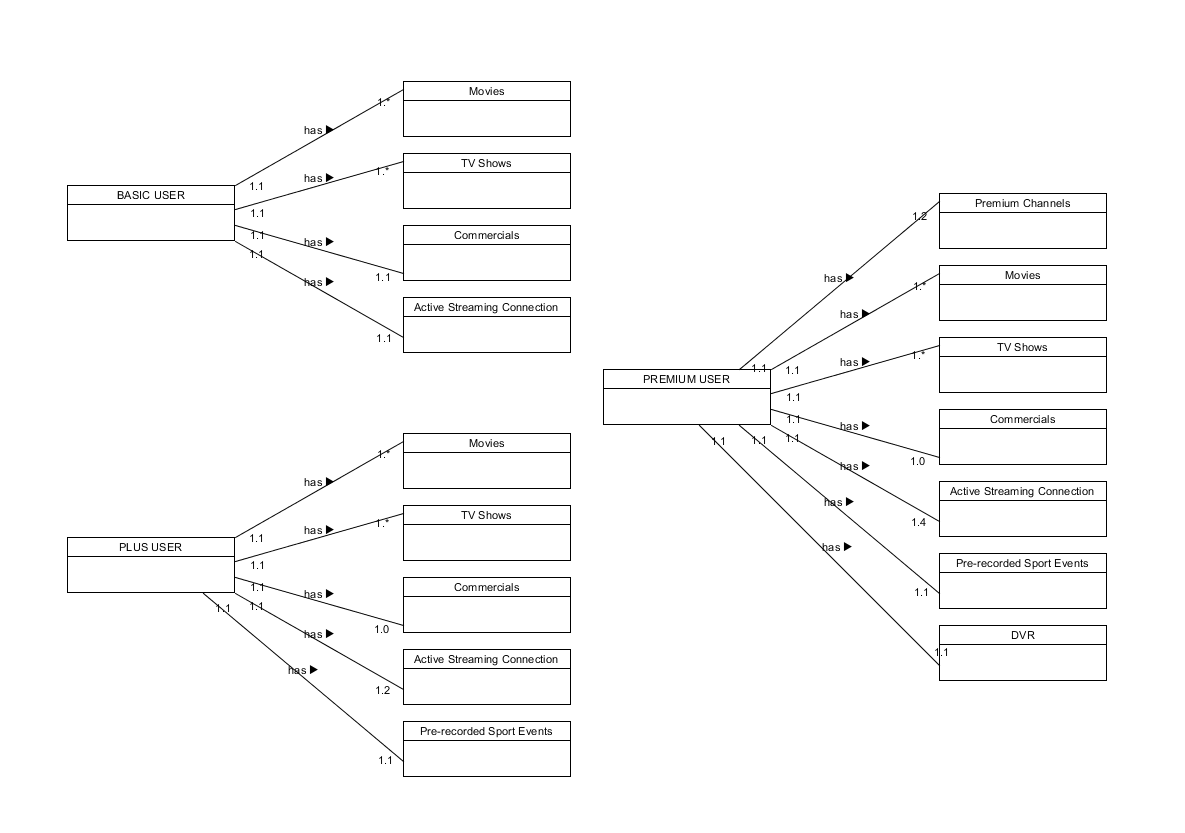 Movies
1.*
has
TV Shows
1.*
has
1.1
BASIC USER
1.1
Commercials
1.1
has
1.1
1.1
has
Active Streaming Connection
1.1
Movies
1.*
has
TV Shows
1.*
has
1.1
PLUS USER
1.1
Commercials
1.1
has
1.1
1.1
1.0
has
Active Streaming Connection
has
1.2
Pre-recorded Sport Events
1.1
Premium Channels
1.2
has
Movies
1.*
has
TV Shows
1.*
has
1.1
1.1
PREMIUM USER
1.1
Commercials
1.1
has
1.1
1.1
1.1
1.0
has
Active Streaming Connection
has
1.4
has
Pre-recorded Sport Events
1.1
DVR
1.1